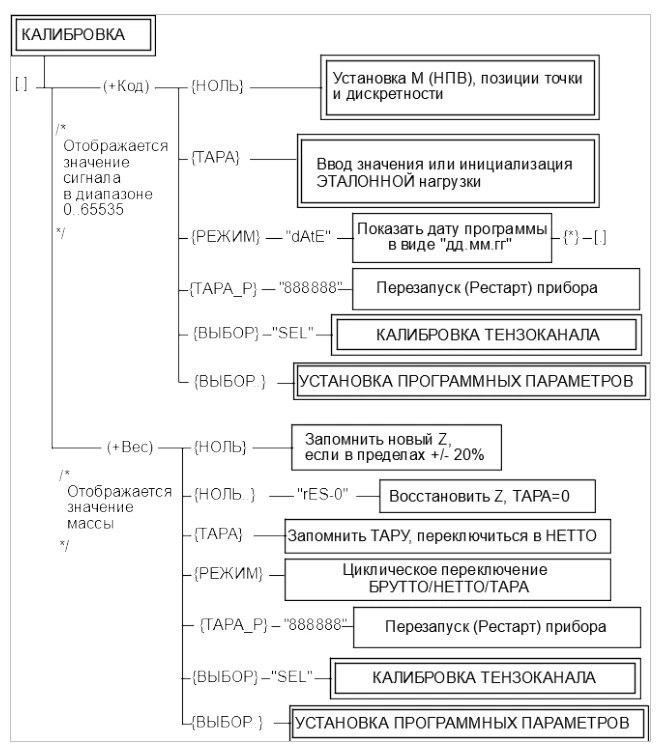 КАЛИБРОВКА
[.] (+Код) {НОЛЬ} Установка М (НПВ), позиции точки
и дискретности
/*
Отображается
значение
сигнала
в диапазоне
0..65535
*/
{ТАРА} Ввод значения или инициализация
ЭТАЛОННОЙ нагрузки
{РЕЖИМ} "dAtE" Показать дату программы
в виде "дд.мм.гг" {*} [.]
{ТАРА_Р} "888888" Перезапуск (Рестарт) прибора
{ВЫБОР} "SEL" КАЛИБРОВКА ТЕНЗОКАНАЛА
{ВЫБОР..} УСТАНОВКА ПРОГРАММНЫХ ПАРАМЕТРОВ
(+Вес) {НОЛЬ} Запомнить новый Z,
если в пределах +/- 20%
/*
Отображается
значение
массы
*/
{НОЛЬ..} "rES-0" Восстановить Z, ТАРА=0
{ТАРА} Запомнить ТАРУ, переключиться в НЕТТО
{РЕЖИМ} Циклическое переключение
БРУТТО/НЕТТО/ТАРА
{ТАРА_Р} "888888" Перезапуск (Рестарт) прибора
{ВЫБОР} "SEL" КАЛИБРОВКА ТЕНЗОКАНАЛА
{ВЫБОР..} УСТАНОВКА ПРОГРАММНЫХ ПАРАМЕТРОВ